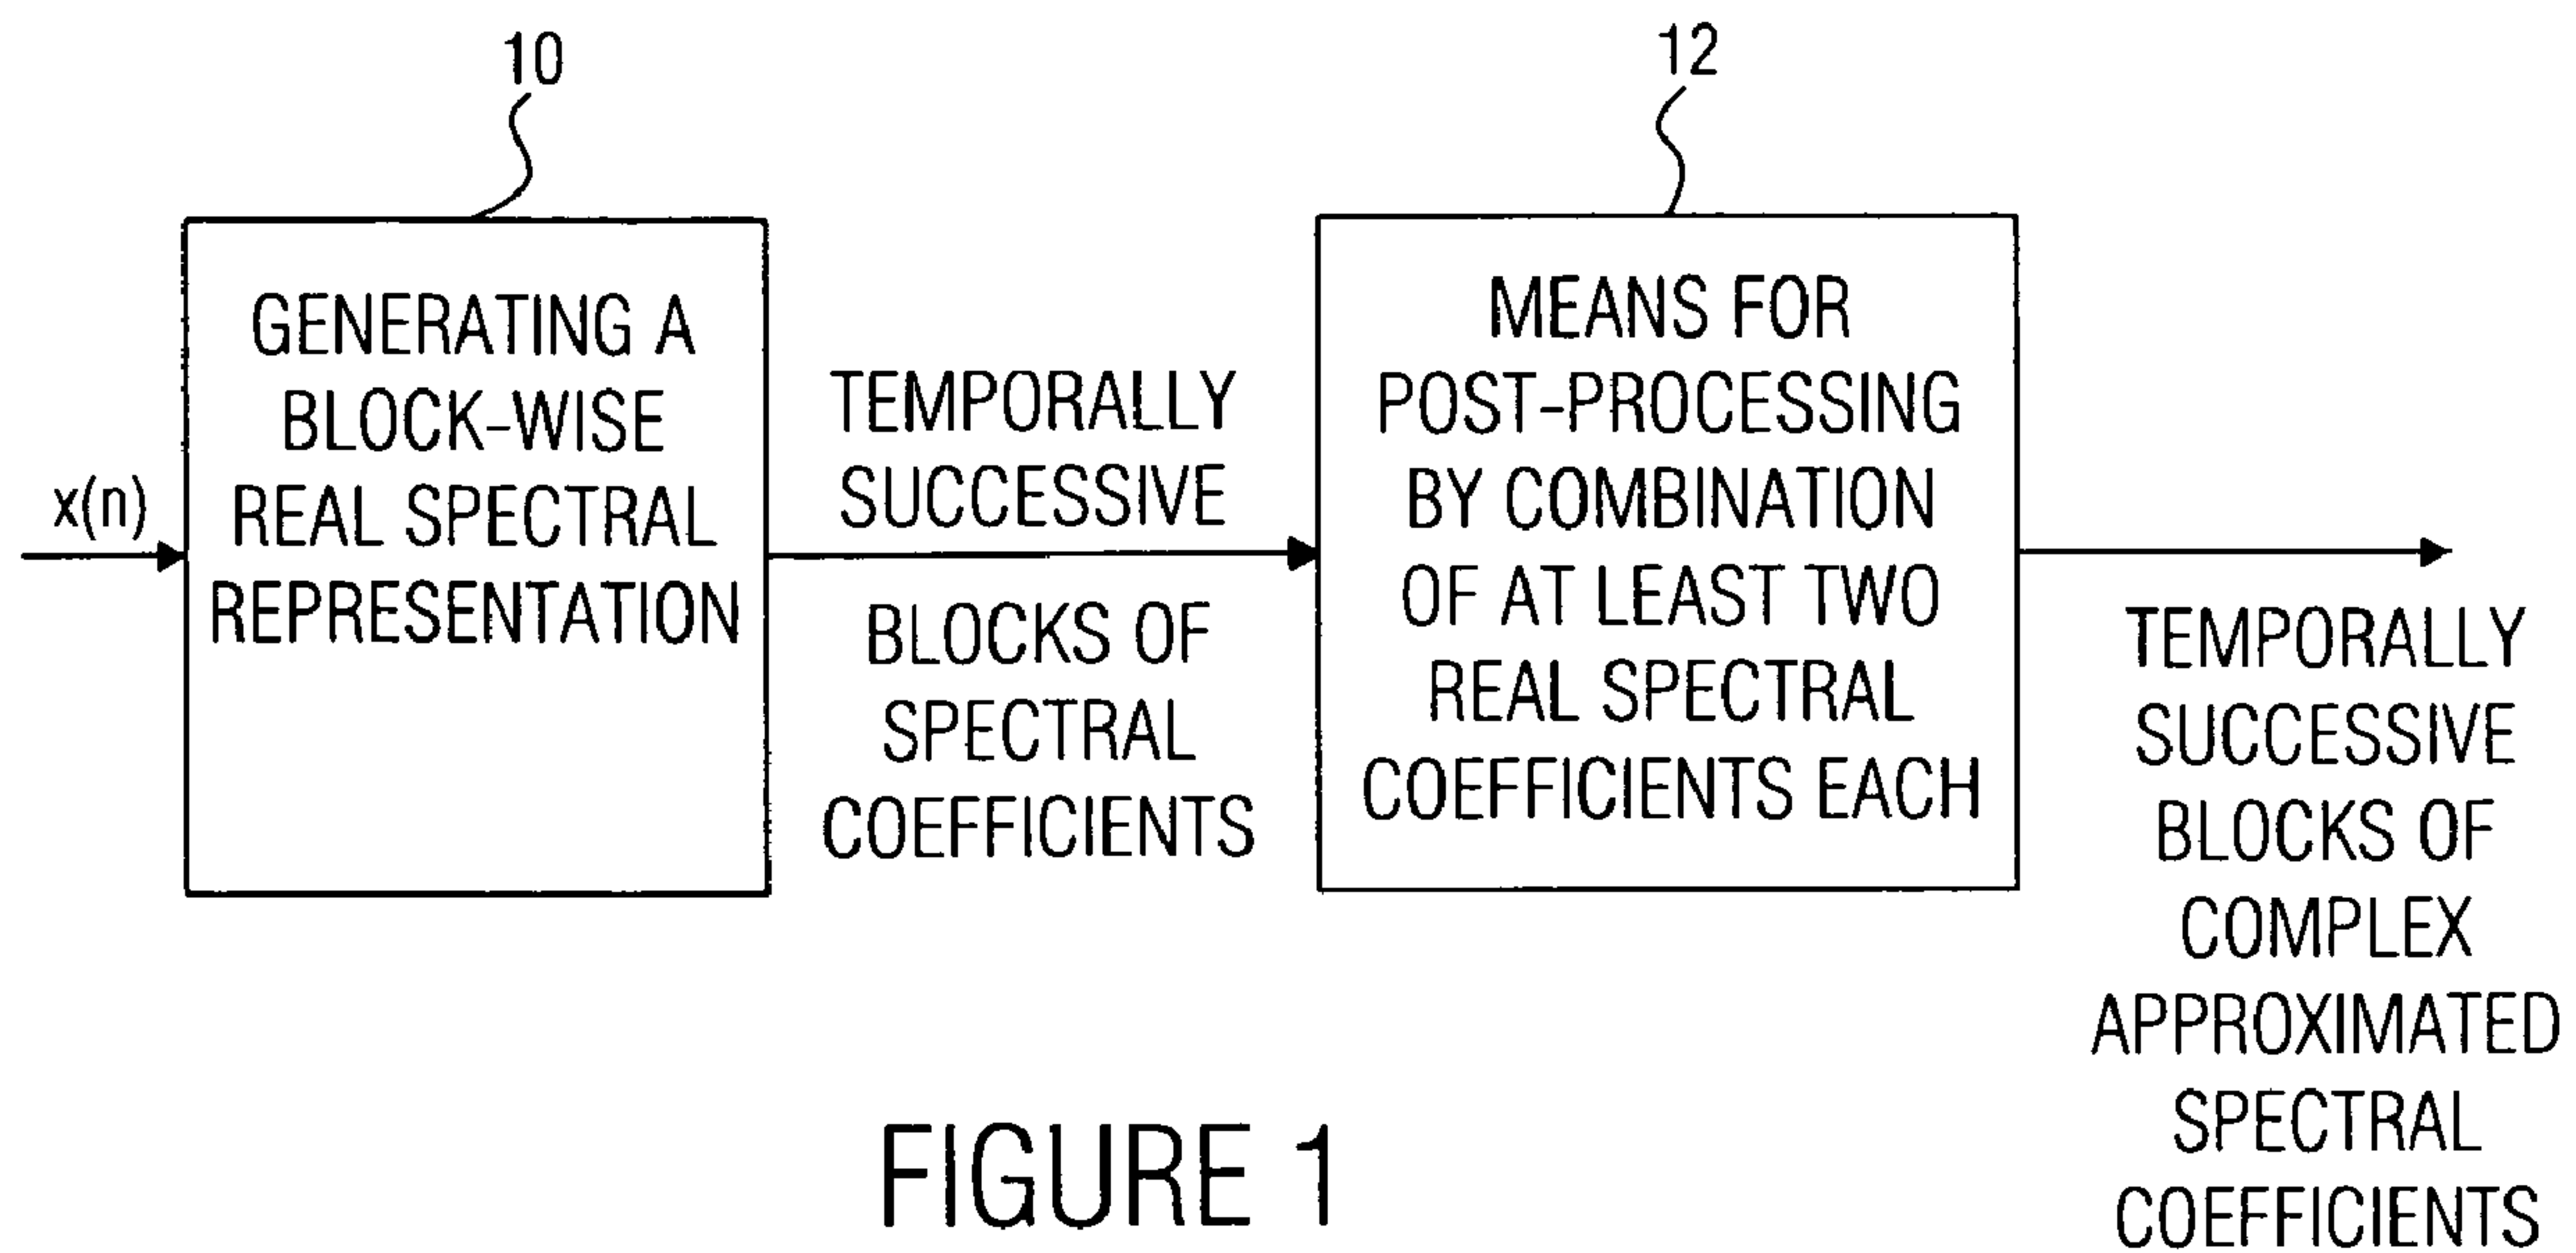 10
12
x(n)
GENERATING A
BLOCK-WISE
REAL SPECTRAL
REPRESENTATION
TEMPORALLY
SUCCESSIVE
BLOCKS OF
SPECTRAL
COEFFICIENTS
MEANS FOR
POST-PROCESSING
BY COMBINATION
OF AT LEAST TWO
REAL SPECTRAL
COEFFICIENTS EACH
TEMPORALLY
SUCCESSIVE
BLOCKS OF
COMPLEX
APPROXIMATED
SPECTRAL
COEFFICIENTS
FIGURE 1